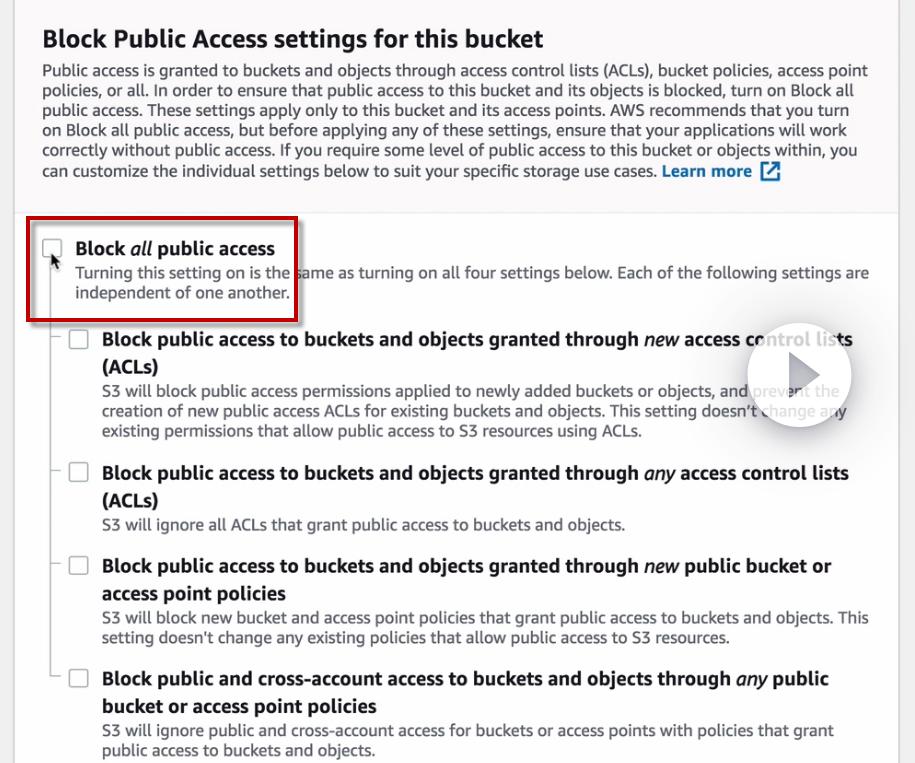 Block Public Access settings for this bucket
Public access is granted to buckets and objects through access control lists (ACLs), bucket policies, access point
policies, or all. In order to ensure that public access to this bucket and its objects is blocked, turn on Block all
public access. These settings apply only to this bucket and its access points. AWS recommends that you turn
on Block all public access, but before applying any of these settings, ensure that your applications will work
correctly without public access. If you require some level of public access to this bucket or objects within, you
can customize the individual settings below to suit your specific storage use cases. Learn more
Block all public access
Turning this setting on is the same as turning on all four settings below. Each of the following settings are
independent of one another.
Block public access to buckets and objects granted through new access control lists
(ACLs)
S3 will block public access permissions applied to newly added buckets or objects, and prevent the
creation of new public access ACLs for existing buckets and objects. This setting doesn't change any
existing permissions that allow public access to S3 resources using ACLs.
Block public access to buckets and objects granted through any access control lists
(ACLs)
S3 will ignore all ACLs that grant public access to buckets and objects.
Block public access to buckets and objects granted through new public bucket or
access point policies
S3 will block new bucket and access point policies that grant public access to buckets and objects. This
setting doesn't change any existing policies that allow public access to S3 resources.
Block public and cross-account access to buckets and objects through any public
bucket or access point policies
S3 will ignore public and cross-account access for buckets or access points with policies that grant
public access to buckets and objects.